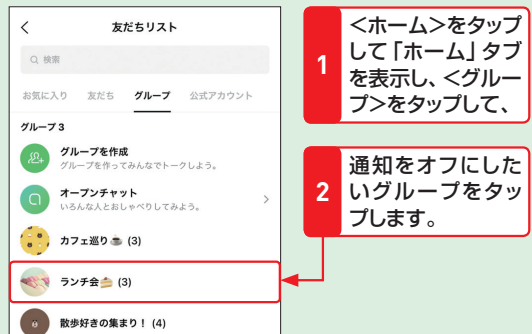 友だちリスト
検索
お気に入り 友だち グループ 公式アカウント
グループ 3
グループを作成
グループを作ってみんなでトークしよう。
オープンチャット
いろんな人とおしゃべりしてみよう。
カフェ巡り☕ (3)
ランチ会🍰 (3)
散歩好きの集まり！ (4)
1
＜ホーム＞をタップ
して「ホーム」タブ
を表示し、＜グルー
プ＞をタップして、
2
通知をオフにした
いグループをタッ
プします。